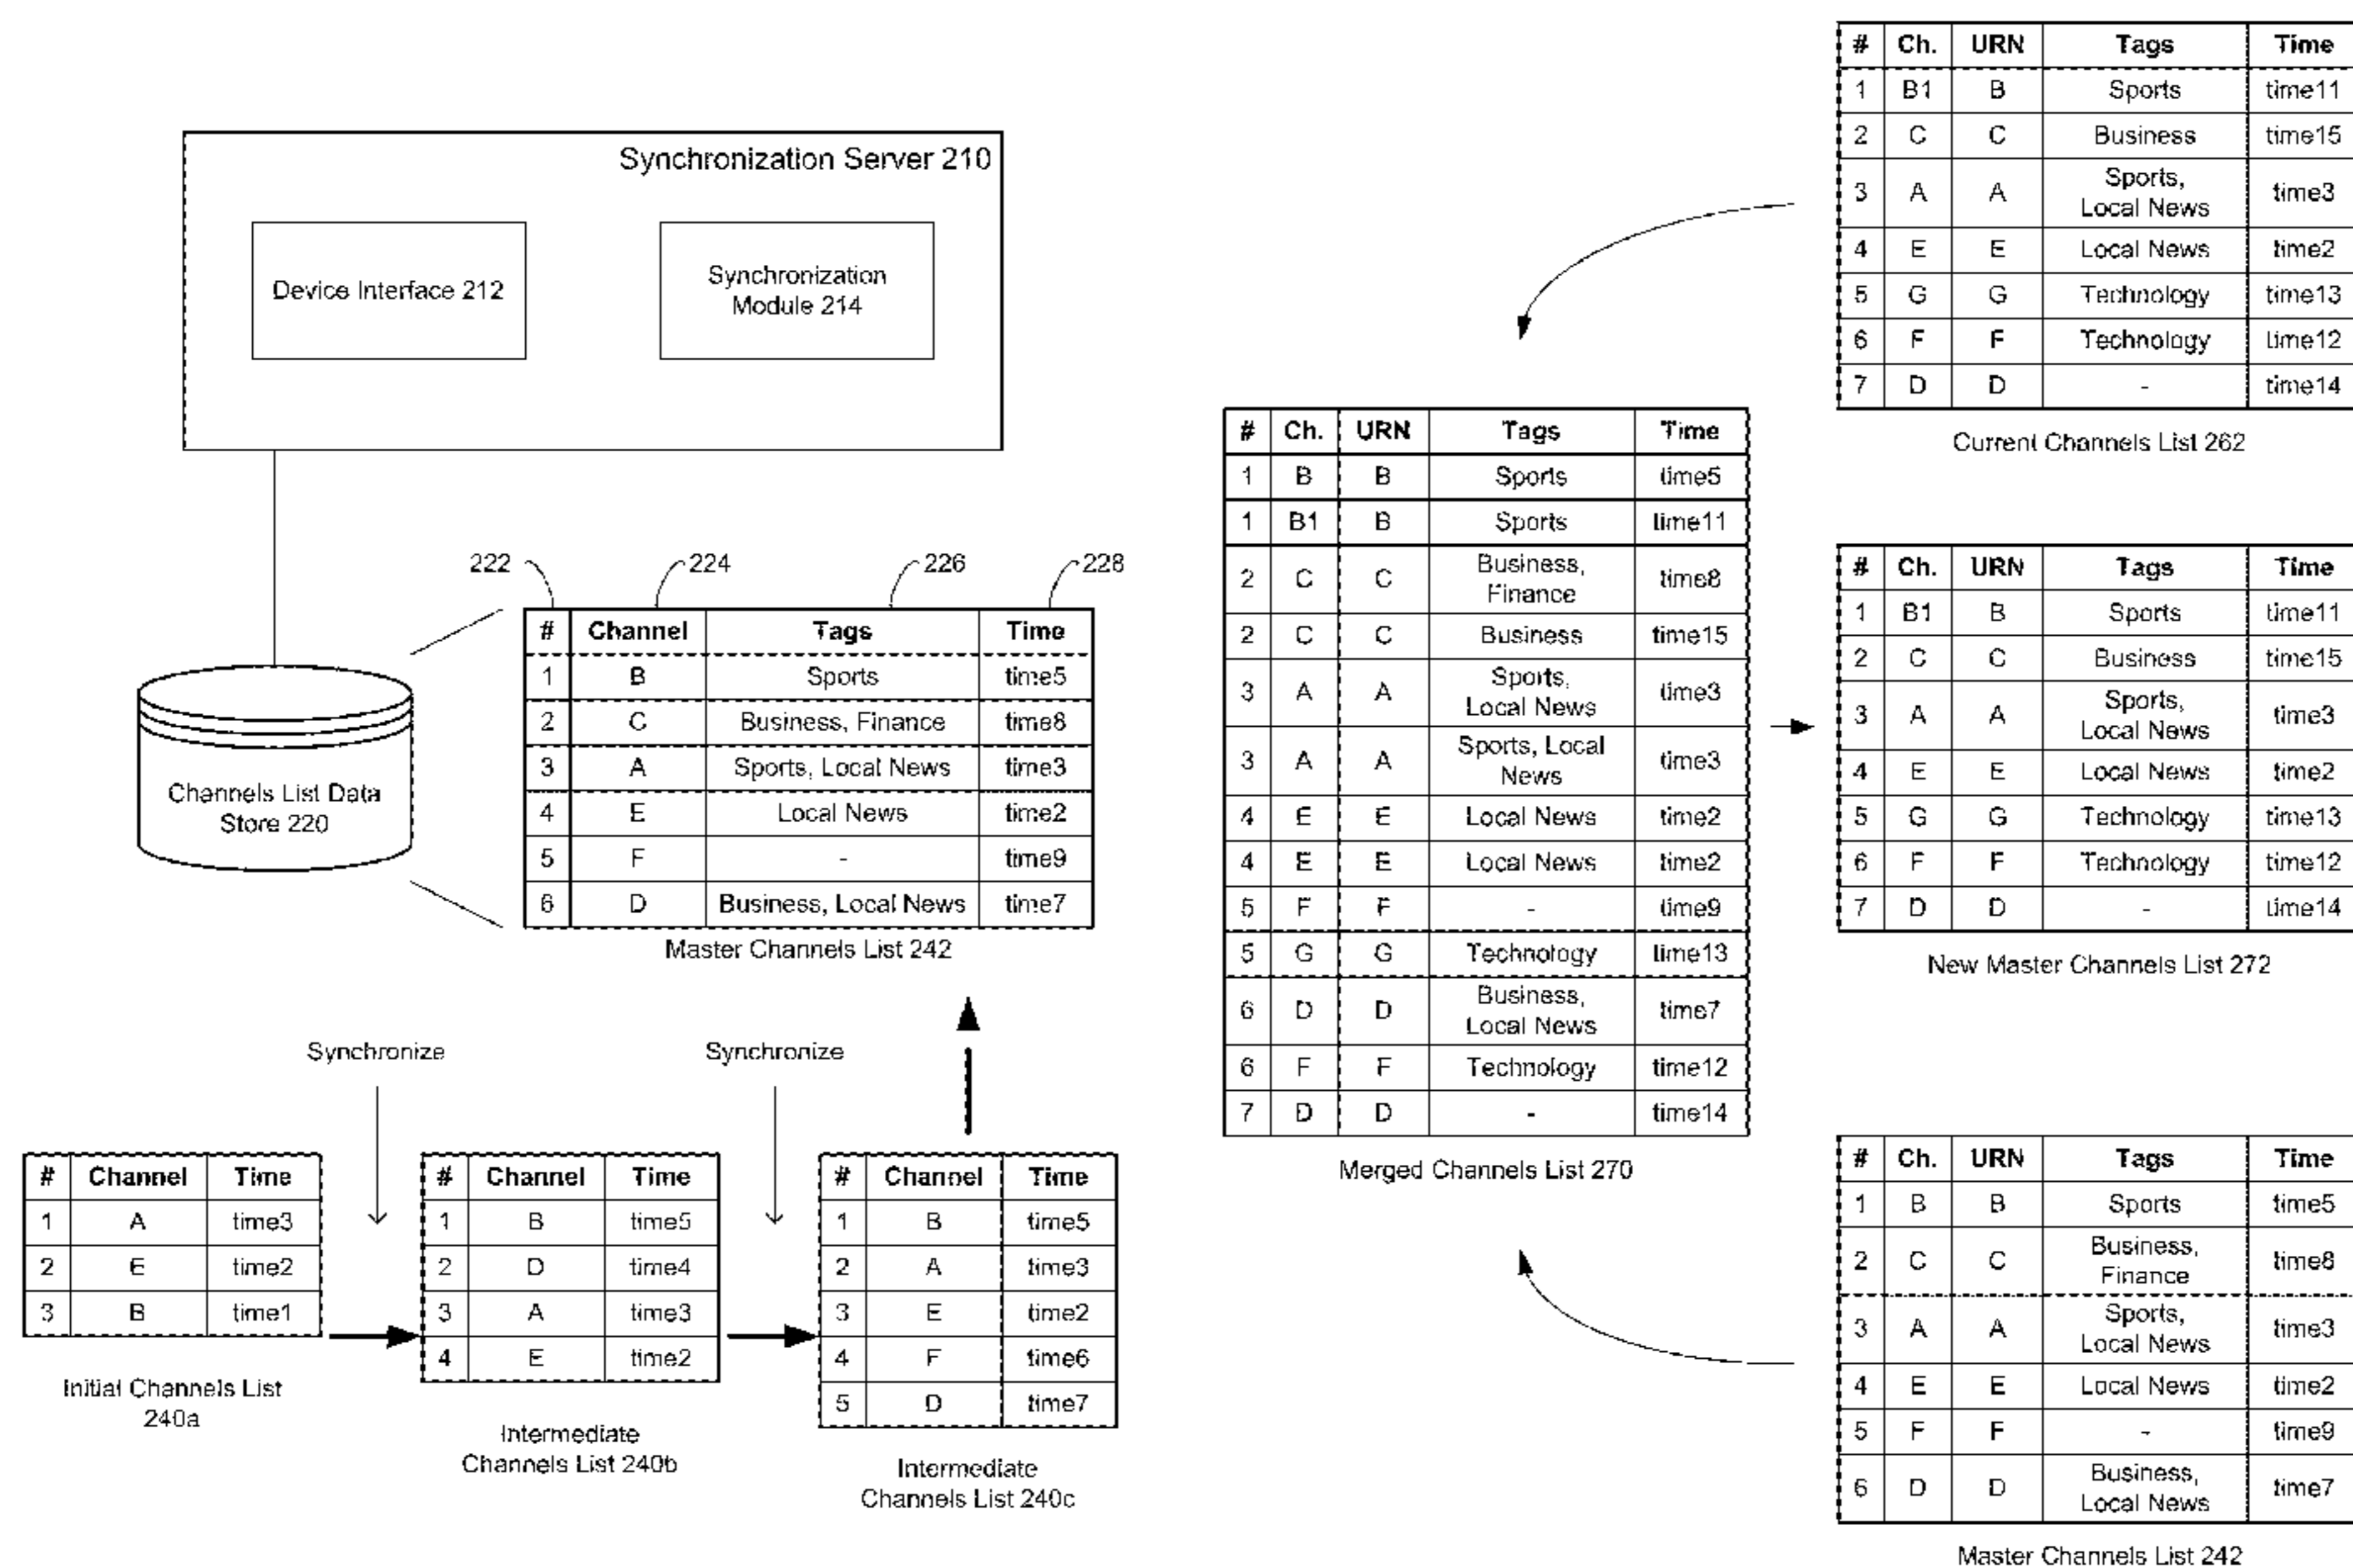 Synchronization Server 210
Device Interface 212
Synchronization
Module 214
222
224
226
228
Channels List Data
Store 220
# Channel Tags Time
1 B Sports time5
2 C Business, Finance time8
3 A Sports, Local News time3
4 E Local News time2
5 F - time9
6 D Business, Local News time7
Master Channels List 242
Synchronize
Synchronize
# Channel Time
1 A time3
2 E time2
3 B time1
Initial Channels List
240a
# Channel Time
1 B time5
2 D time4
3 A time3
4 E time2
Intermediate
Channels List 240b
# Channel Time
1 B time5
2 A time3
3 E time2
4 F time6
5 D time7
Intermediate
Channels List 240c
# Ch. URN Tags Time
1 B B Sports time5
1 B1 B Sports time11
2 C C Business,
Finance time8
2 C C Business time15
3 A A Sports,
Local News time3
3 A A Sports, Local
News time3
4 E E Local News time2
4 E E Local News time2
5 F F - time9
5 G G Technology time13
6 D D Business,
Local News time7
6 F F Technology time12
7 D D - time14
Merged Channels List 270
# Ch. URN Tags Time
1 B1 B Sports time11
2 C C Business time15
3 A A Sports,
Local News time3
4 E E Local News time2
5 G G Technology time13
6 F F Technology time12
7 D D - time14
Current Channels List 262
# Ch. URN Tags Time
1 B1 B Sports time11
2 C C Business time15
3 A A Sports,
Local News time3
4 E E Local News time2
5 G G Technology time13
6 F F Technology time12
7 D D - time14
New Master Channels List 272
# Ch. URN Tags Time
1 B B Sports time5
2 C C Business,
Finance time8
3 A A Sports,
Local News time3
4 E E Local News time2
5 F F - time9
6 D D Business,
Local News time7
Master Channels List 242